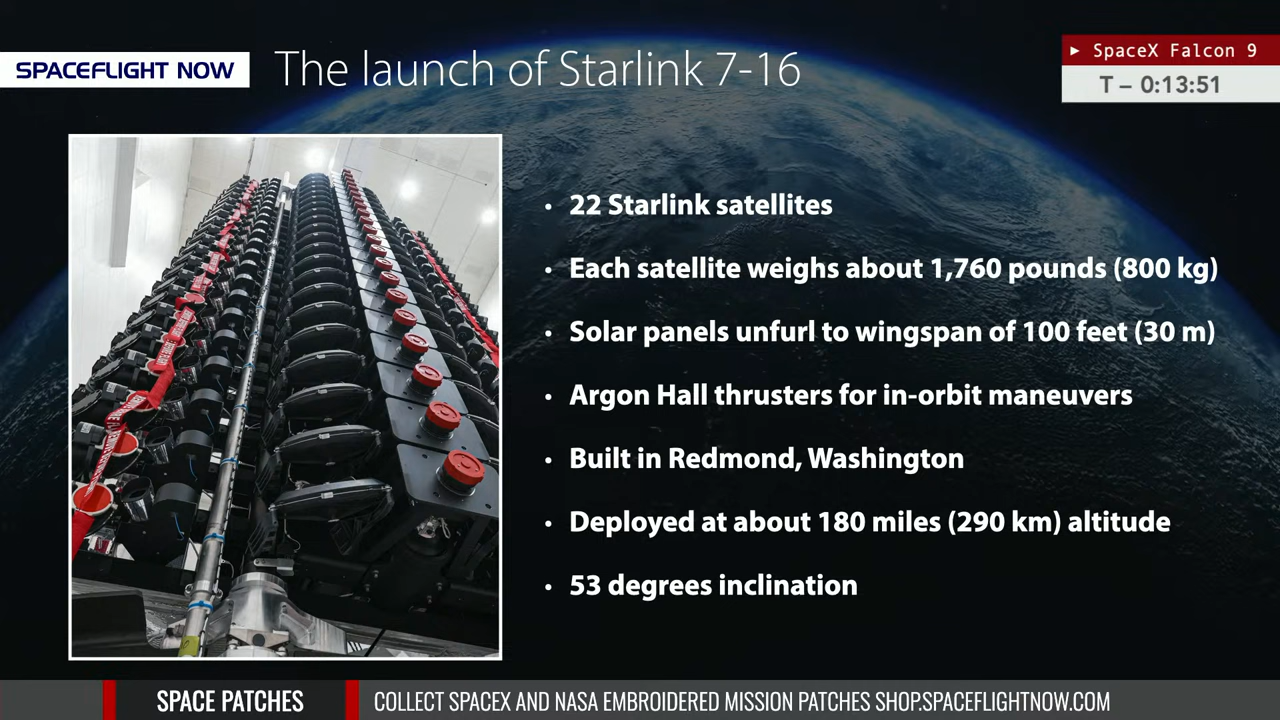 SPACEFLIGHT NOW
The launch of Starlink 7-16
▸ SpaceX Falcon 9
T – 0:13:51
• 22 Starlink satellites
• Each satellite weighs about 1,760 pounds (800 kg)
• Solar panels unfurl to wingspan of 100 feet (30 m)
• Argon Hall thrusters for in-orbit maneuvers
• Built in Redmond, Washington
• Deployed at about 180 miles (290 km) altitude
• 53 degrees inclination
SPACE PATCHES
COLLECT SPACEX AND NASA EMBROIDERED MISSION PATCHES SHOP.SPACEFLIGHTNOW.COM